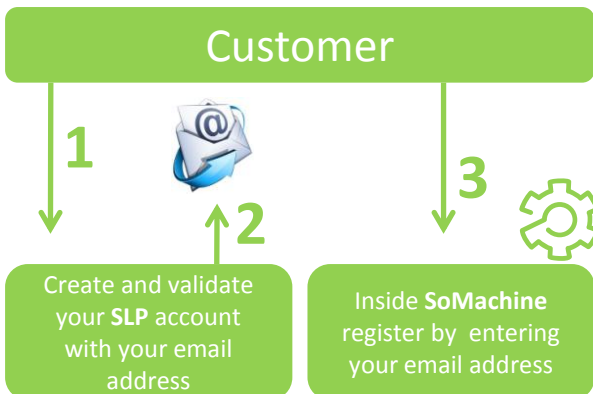 Customer
1
@
2
3
Create and validate
your SLP account
with your email
address
Inside SoMachine
register by entering
your email address